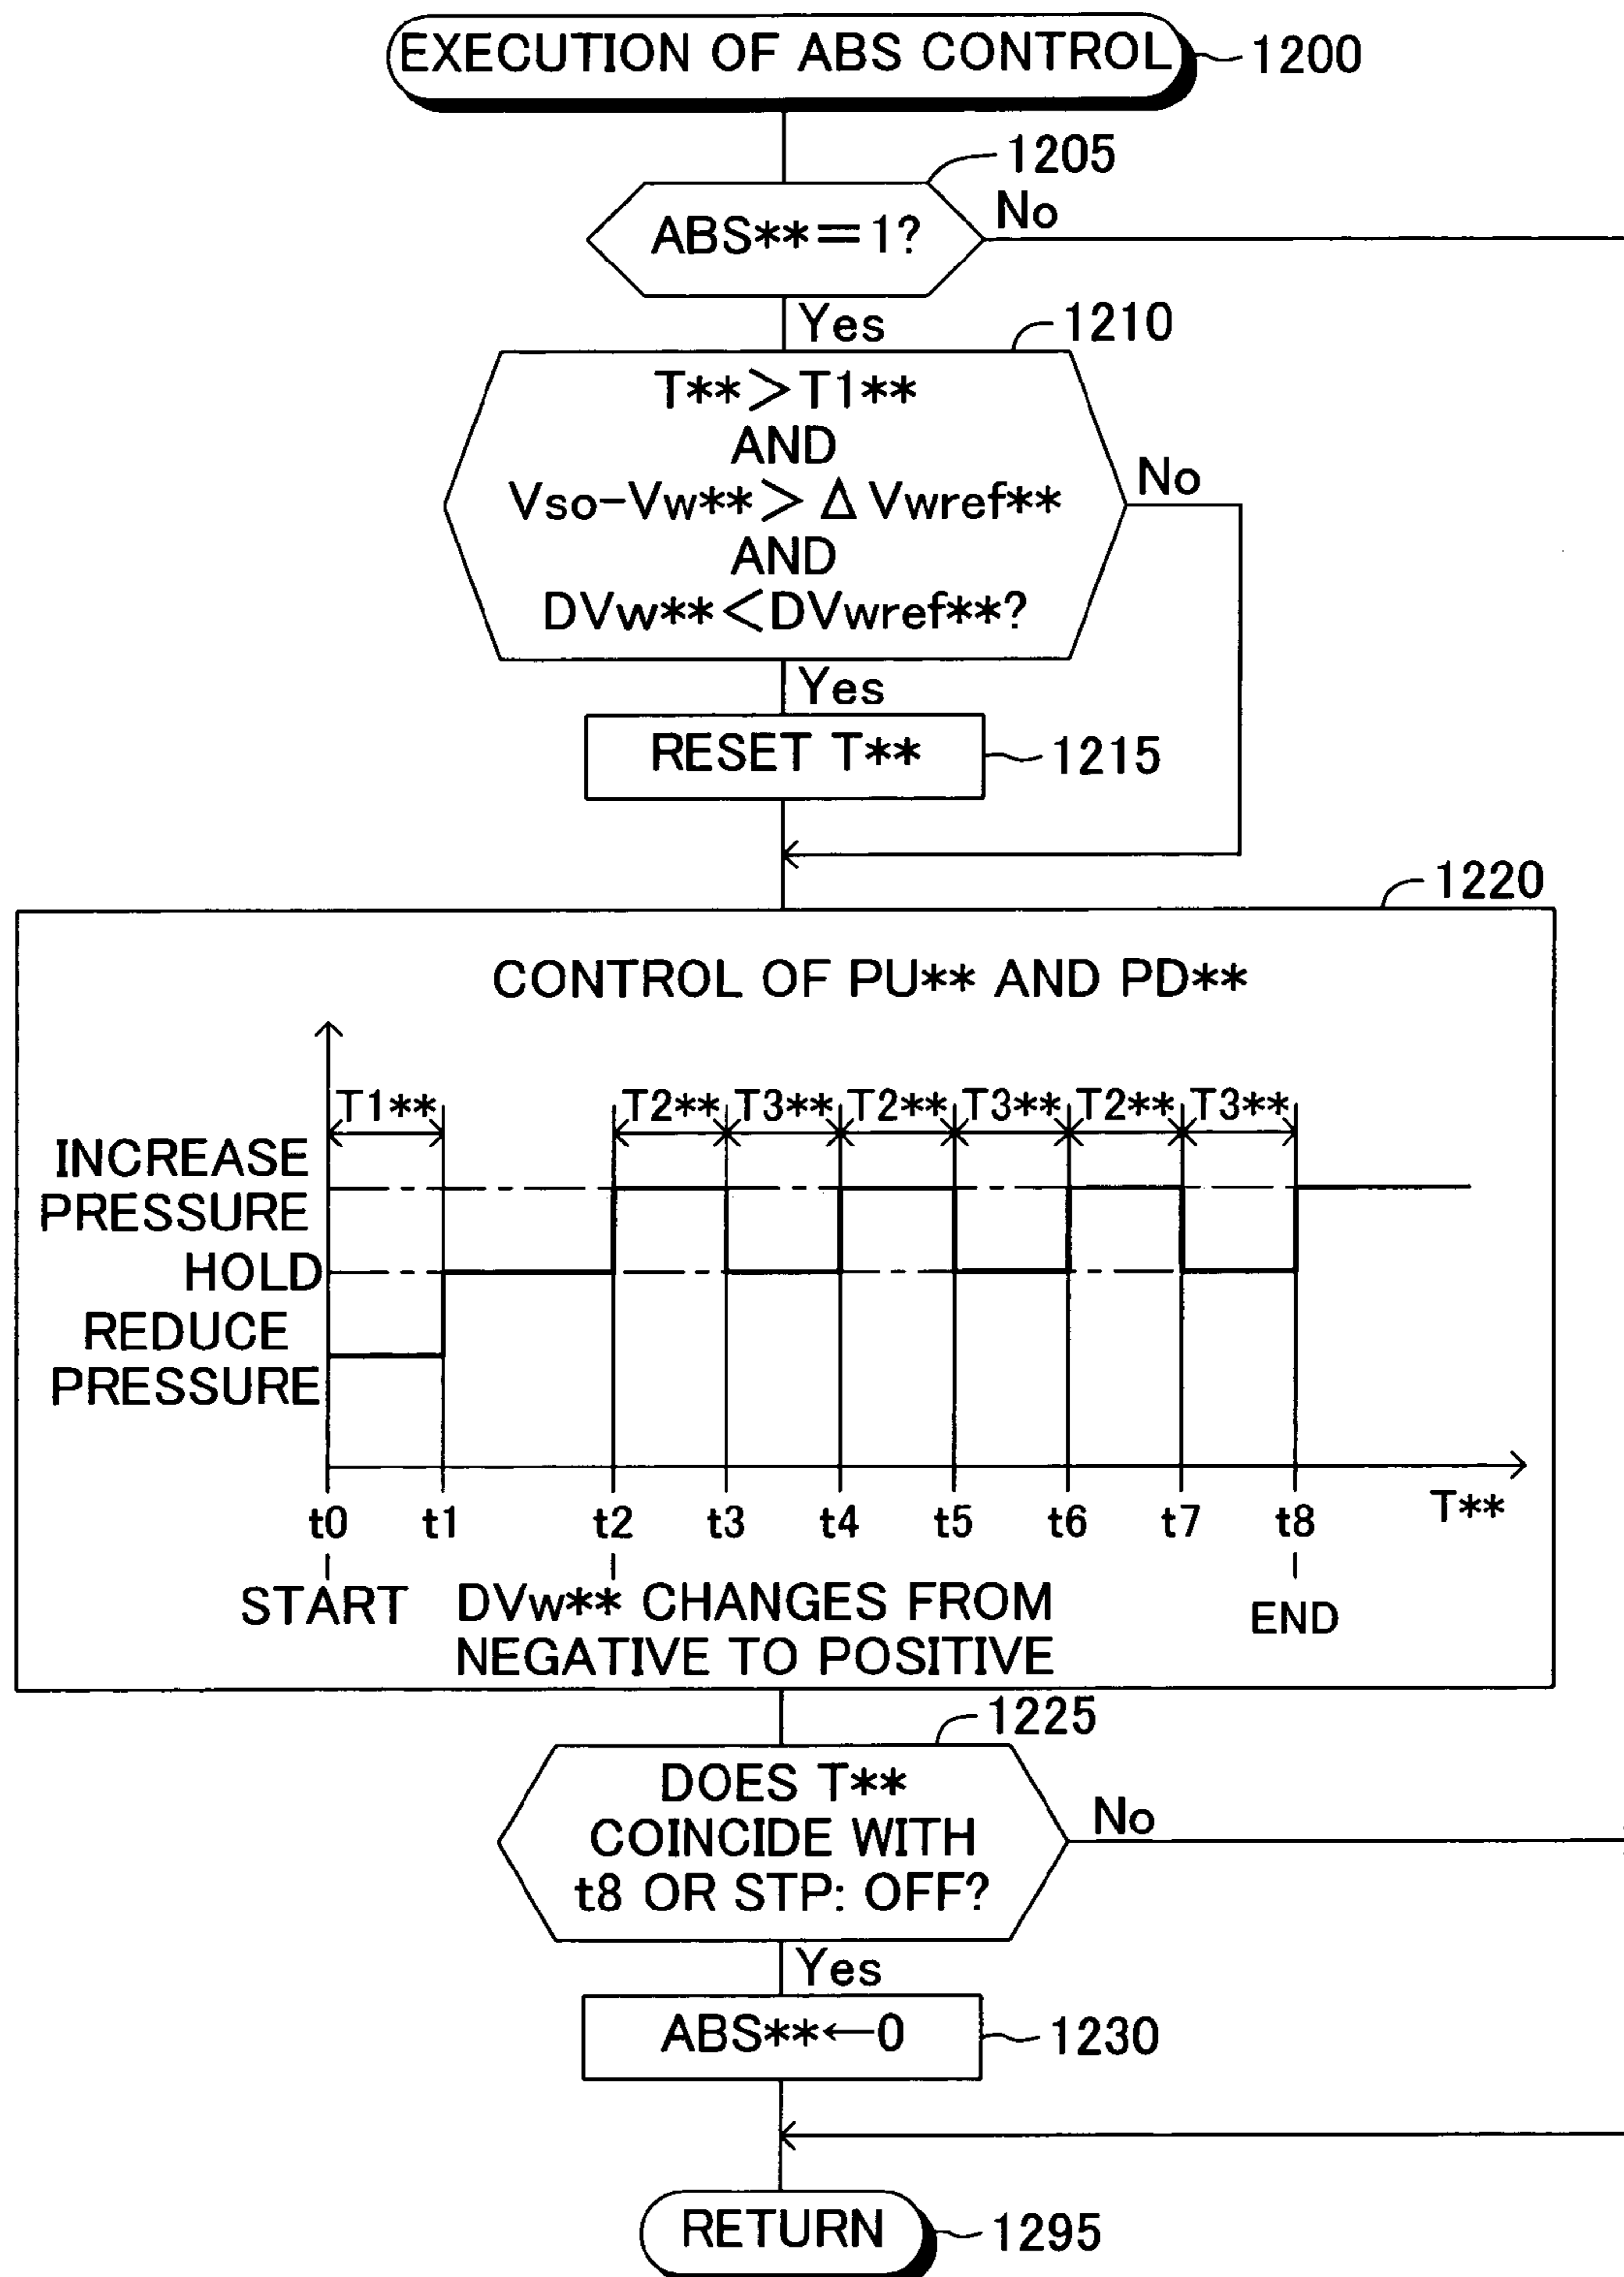 EXECUTION OF ABS CONTROL
1200
1205
ABS**=1?
No
Yes
1210
T**>T1**
AND
Vso-Vw**>ΔVwref**
AND
DVw**<DVwref**?
No
Yes
RESET T**
1215
1220
CONTROL OF PU** AND PD**
T1**
T2**
T3**
T2**
T3**
T2**
T3**
INCREASE
PRESSURE
HOLD
REDUCE
PRESSURE
t0
t1
t2
t3
t4
t5
t6
t7
t8
T**
START
DVw** CHANGES FROM
NEGATIVE TO POSITIVE
END
1225
DOES T**
COINCIDE WITH
t8 OR STP: OFF?
No
Yes
ABS**←0
1230
RETURN
1295